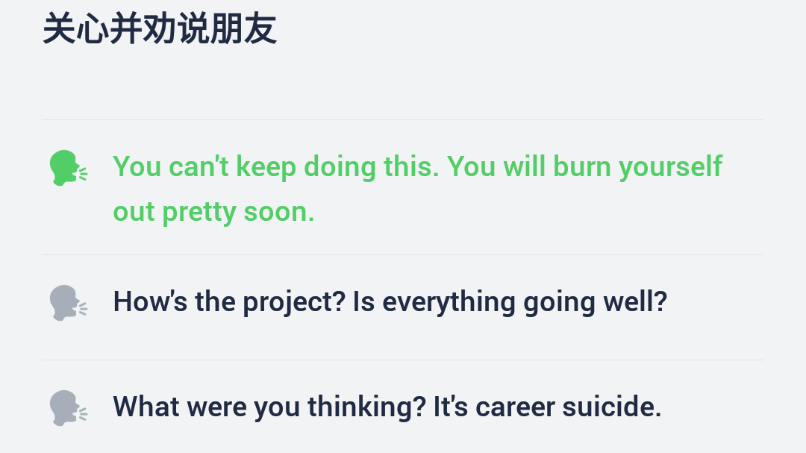 关心并劝说朋友
You can't keep doing this. You will burn yourself
out pretty soon.
How's the project? Is everything going well?
What were you thinking? It's career suicide.